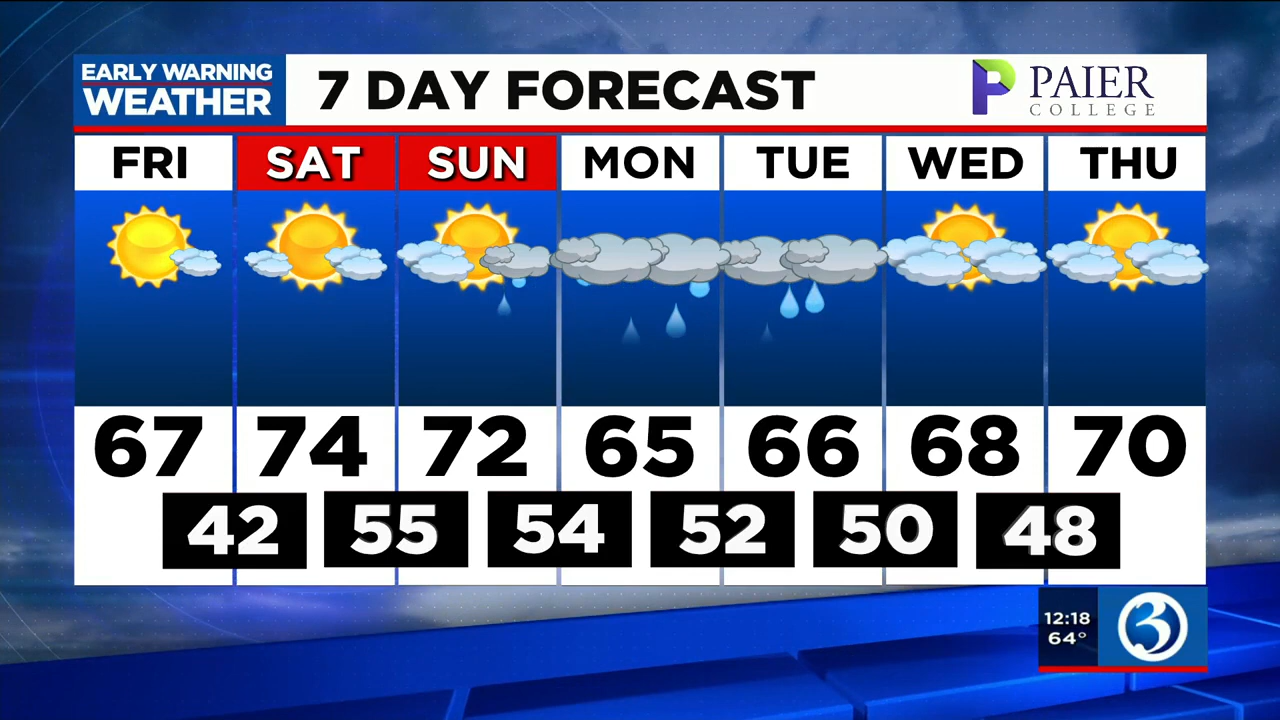 EARLY WARNING
WEATHER
7 DAY FORECAST
PAIER
COLLEGE
FRI SAT SUN MON TUE WED THU
67 74 72 65 66 68 70
42 55 54 52 50 48
12:18
64°
3